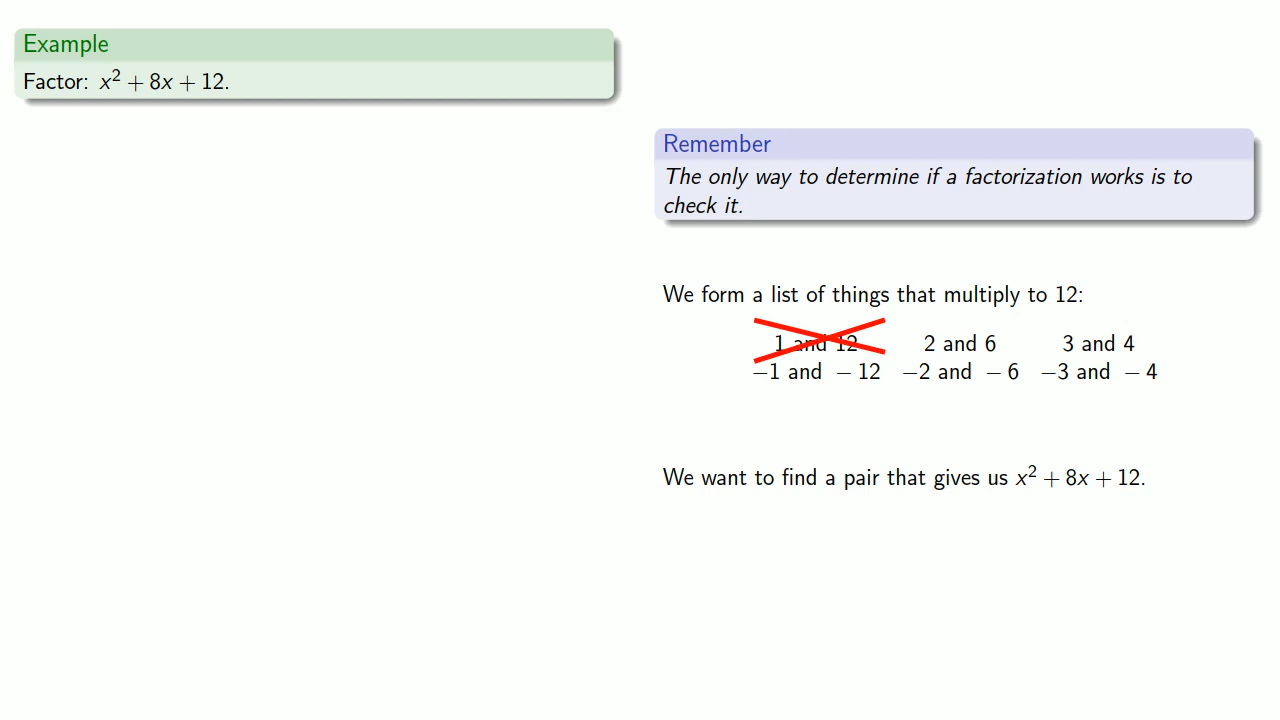 Example
Factor: x² + 8x + 12.
Remember
The only way to determine if a factorization works is to
check it.
We form a list of things that multiply to 12:
1 and 12 2 and 6 3 and 4
−1 and − 12 −2 and − 6 −3 and − 4
We want to find a pair that gives us x² + 8x + 12.